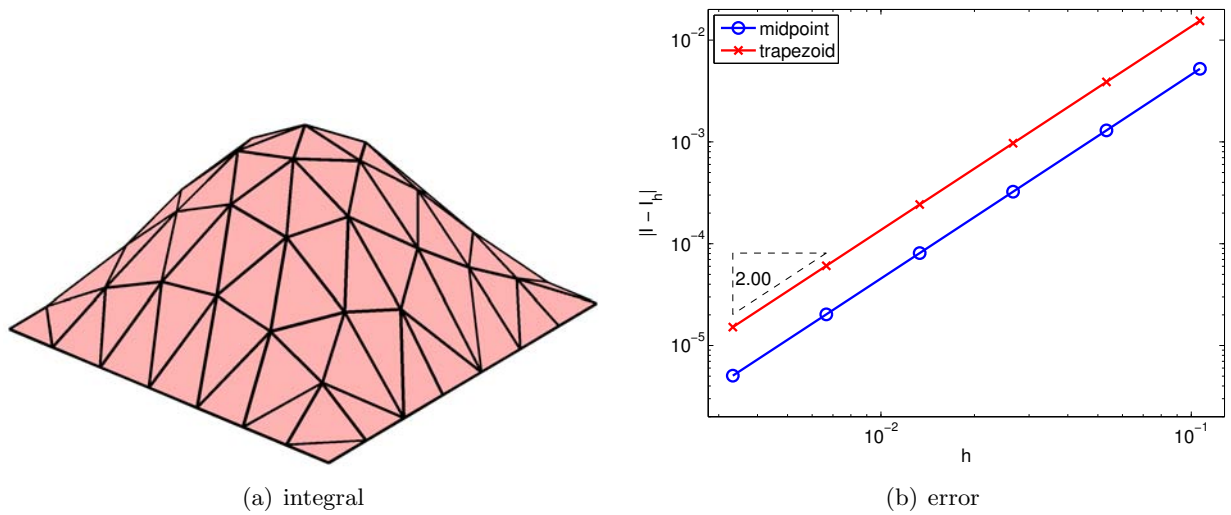 midpoint
trapezoid
10^-2
10^-3
10^-4
10^-5
|I − I_h|
2.00
10^-2
10^-1
h
(a) integral
(b) error